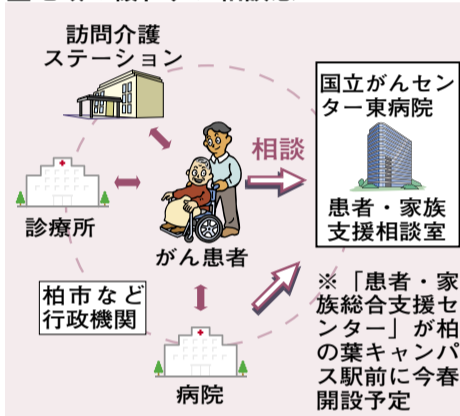 訪問介護
ステーション
国立がんセン
ター東病院
相談
患者・家族
支援相談室
診療所
がん患者
柏市など
行政機関
病院
※「患者・家
族総合支援セ
ンター」が柏
の葉キャンパ
ス駅前に今春
開設予定